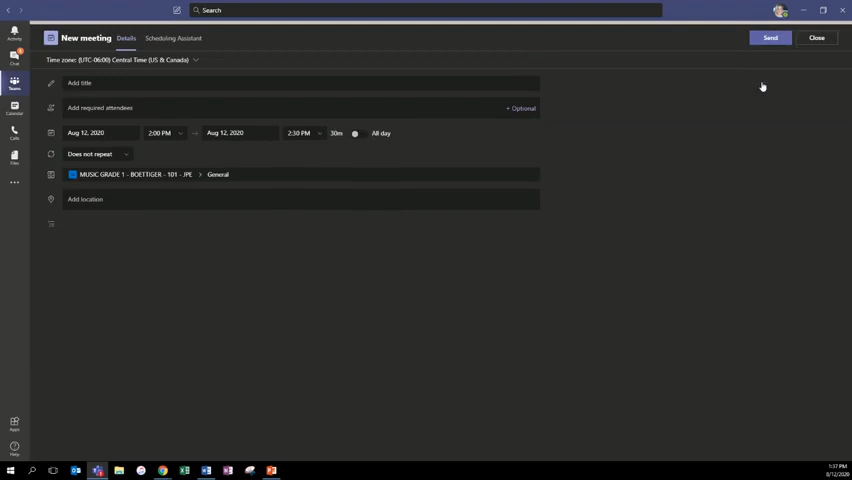 Search
New meeting Details Scheduling Assistant Send Close
Time zone: (UTC-06:00) Central Time (US & Canada)
Activity
Chat
Teams
Calendar
Calls
Files
Add title
Add required attendees + Optional
Aug 12, 2020 2:00 PM Aug 12, 2020 2:30 PM 30m All day
Does not repeat
MUSIC GRADE 1 - BOETTIGER - 101 - JPE > General
Add location
Apps
Help
1:37 PM
8/12/2020